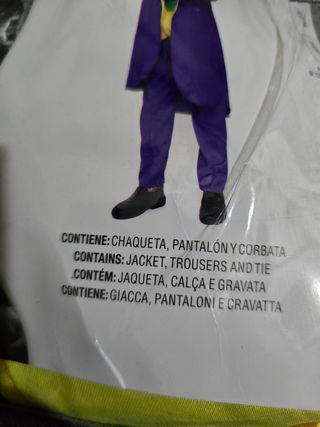 CONTIENE: CHAQUETA, PANTALÓN Y CORBATA
CONTAINS: JACKET, TROUSERS AND TIE
CONTÉM: JAQUETA, CALÇA E GRAVATA
CONTIENE: GIACCA, PANTALONI E CRAVATTA